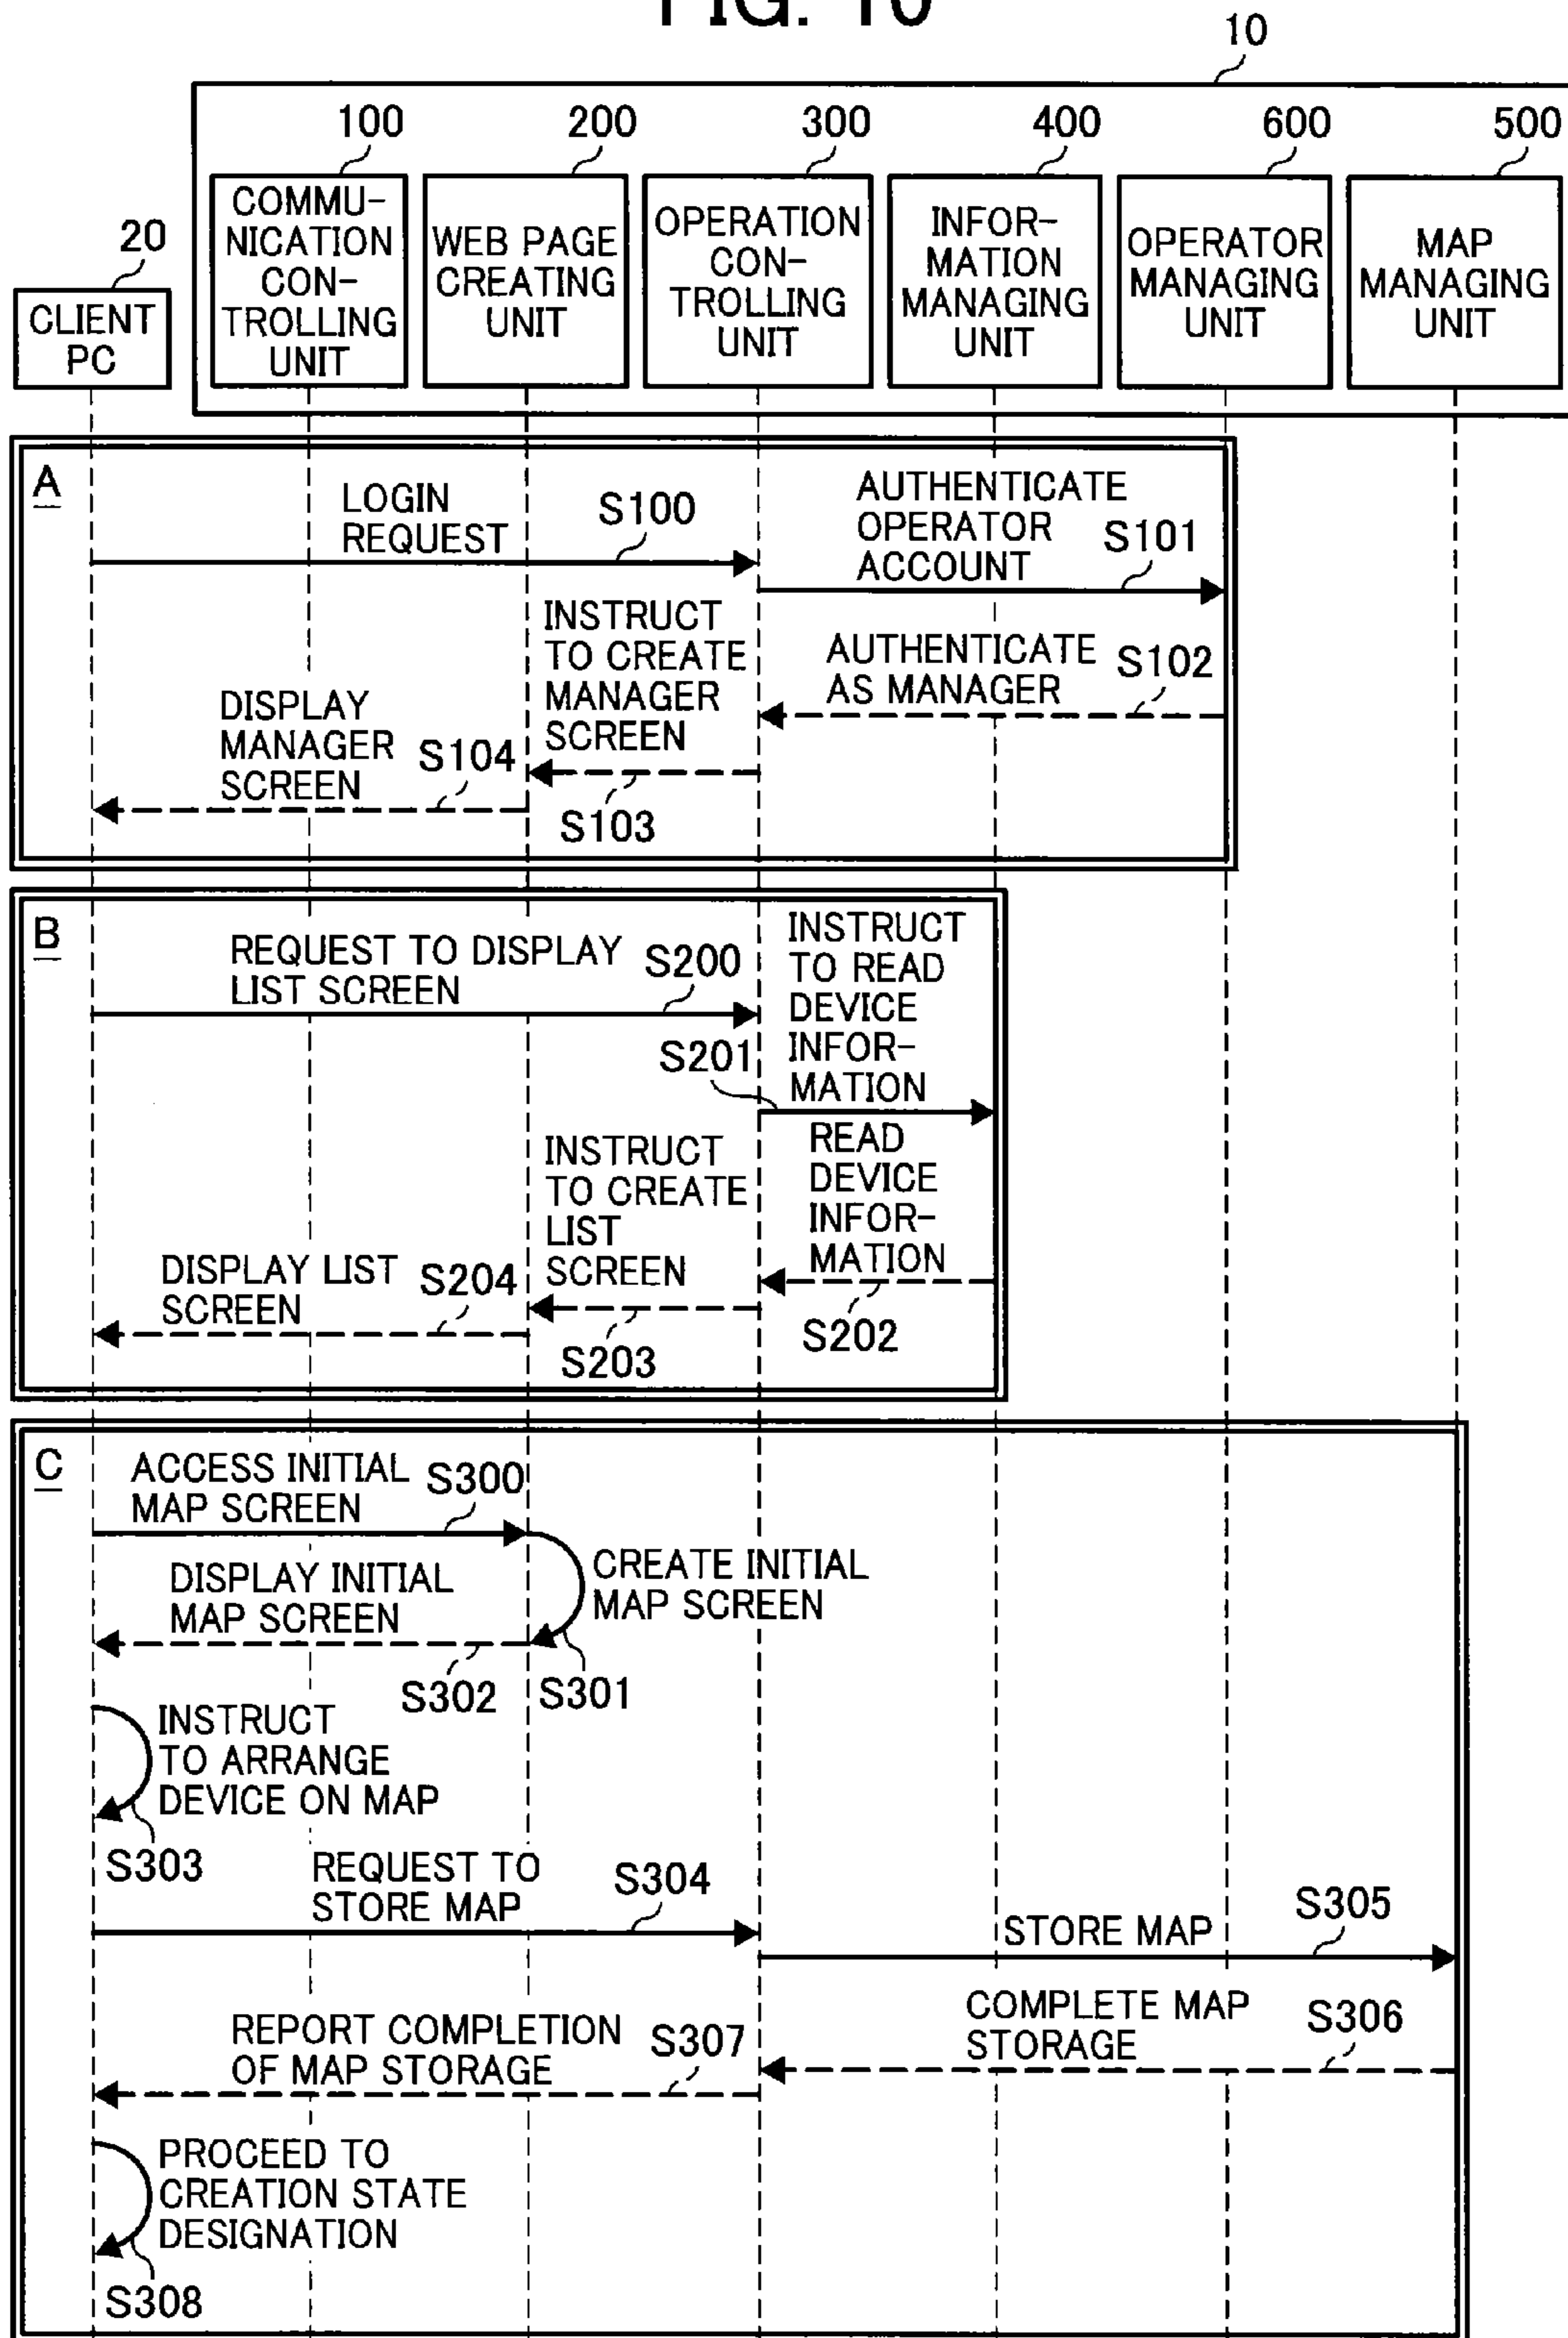 FIG. 10
10
100
200
300
400
600
500
20
CLIENT
PC
COMMU-
NICATION
CON-
TROLLING
UNIT
WEB PAGE
CREATING
UNIT
OPERATION
CON-
TROLLING
UNIT
INFOR-
MATION
MANAGING
UNIT
OPERATOR
MANAGING
UNIT
MAP
MANAGING
UNIT
A
LOGIN
REQUEST
S100
AUTHENTICATE
OPERATOR
ACCOUNT
S101
AUTHENTICATE
AS MANAGER
S102
INSTRUCT
TO CREATE
MANAGER
SCREEN
S103
DISPLAY
MANAGER
SCREEN
S104
B
REQUEST TO DISPLAY
LIST SCREEN
S200
INSTRUCT
TO READ
DEVICE
INFOR-
MATION
S201
READ
DEVICE
INFOR-
MATION
S202
INSTRUCT
TO CREATE
LIST
SCREEN
S203
DISPLAY LIST
SCREEN
S204
C
ACCESS INITIAL
MAP SCREEN
S300
CREATE INITIAL
MAP SCREEN
S301
DISPLAY INITIAL
MAP SCREEN
S302
INSTRUCT
TO ARRANGE
DEVICE ON MAP
S303
REQUEST TO
STORE MAP
S304
STORE MAP
S305
COMPLETE MAP
STORAGE
S306
REPORT COMPLETION
OF MAP STORAGE
S307
PROCEED TO
CREATION STATE
DESIGNATION
S308